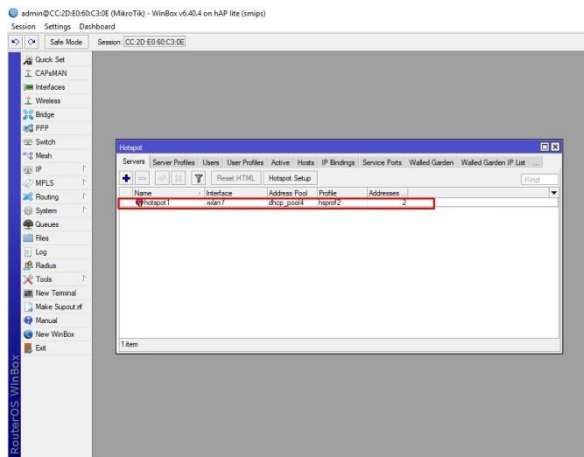 admin@CC:2D:E0:60:C3:0E (MikroTik) - WinBox v6.40.4 on hAP lite (smips)
Session Settings Dashboard
Safe Mode Session: CC:2D:E0:60:C3:0E
Quick Set
CAPsMAN
Interfaces
Wireless
Bridge
PPP
Switch
Mesh
IP
MPLS
Routing
System
Queues
Files
Log
Radius
Tools
New Terminal
Make Supout.rif
Manual
New WinBox
Exit
RouterOS WinBox
Hotspot
Servers Server Profiles Users User Profiles Active Hosts IP Bindings Service Ports Walled Garden Walled Garden IP List ...
Reset HTML Hotspot Setup Find
Name Interface Address Pool Profile Addresses ...
hotspot1 dhcp_pool4 hsprof2 2
1 item